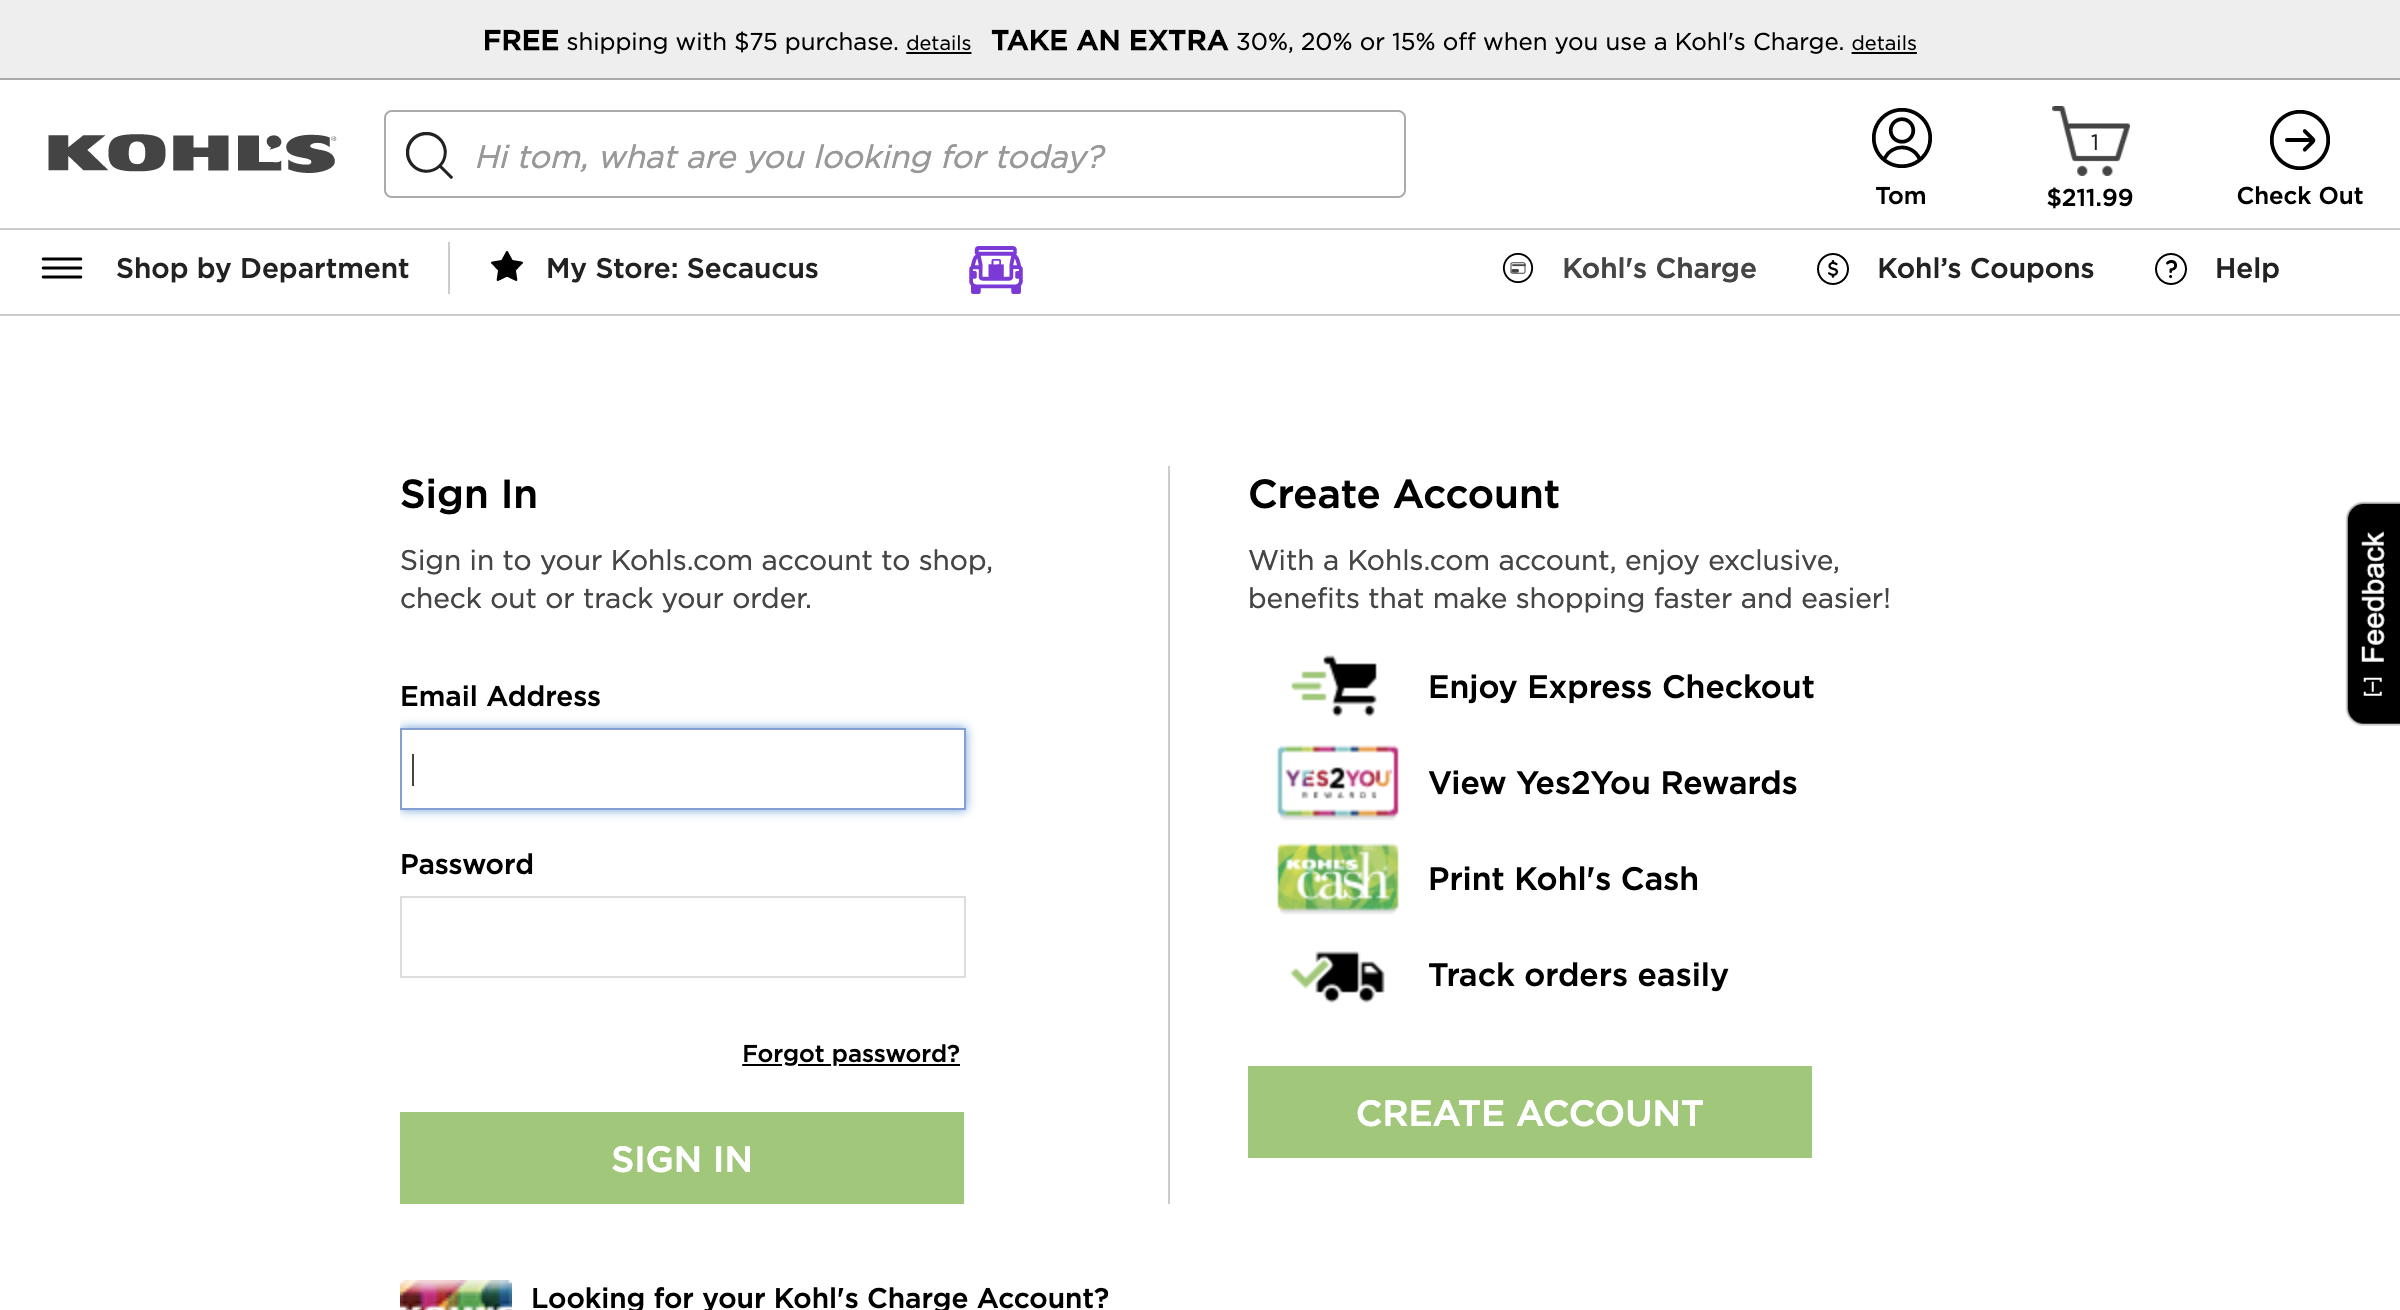 FREE shipping with $75 purchase. details TAKE AN EXTRA 30%, 20% or 15% off when you use a Kohl's Charge. details
KOHL'S
Hi tom, what are you looking for today?
Tom
1
$211.99
Check Out
Shop by Department
My Store: Secaucus
Kohl's Charge
$
Kohl’s Coupons
?
Help
Sign In
Sign in to your Kohls.com account to shop,
check out or track your order.
Email Address
Password
Forgot password?
SIGN IN
Create Account
With a Kohls.com account, enjoy exclusive,
benefits that make shopping faster and easier!
Enjoy Express Checkout
YES2YOU
REWARDS
View Yes2You Rewards
KOHL'S
cash
Print Kohl's Cash
Track orders easily
CREATE ACCOUNT
[-] Feedback
Looking for your Kohl's Charge Account?